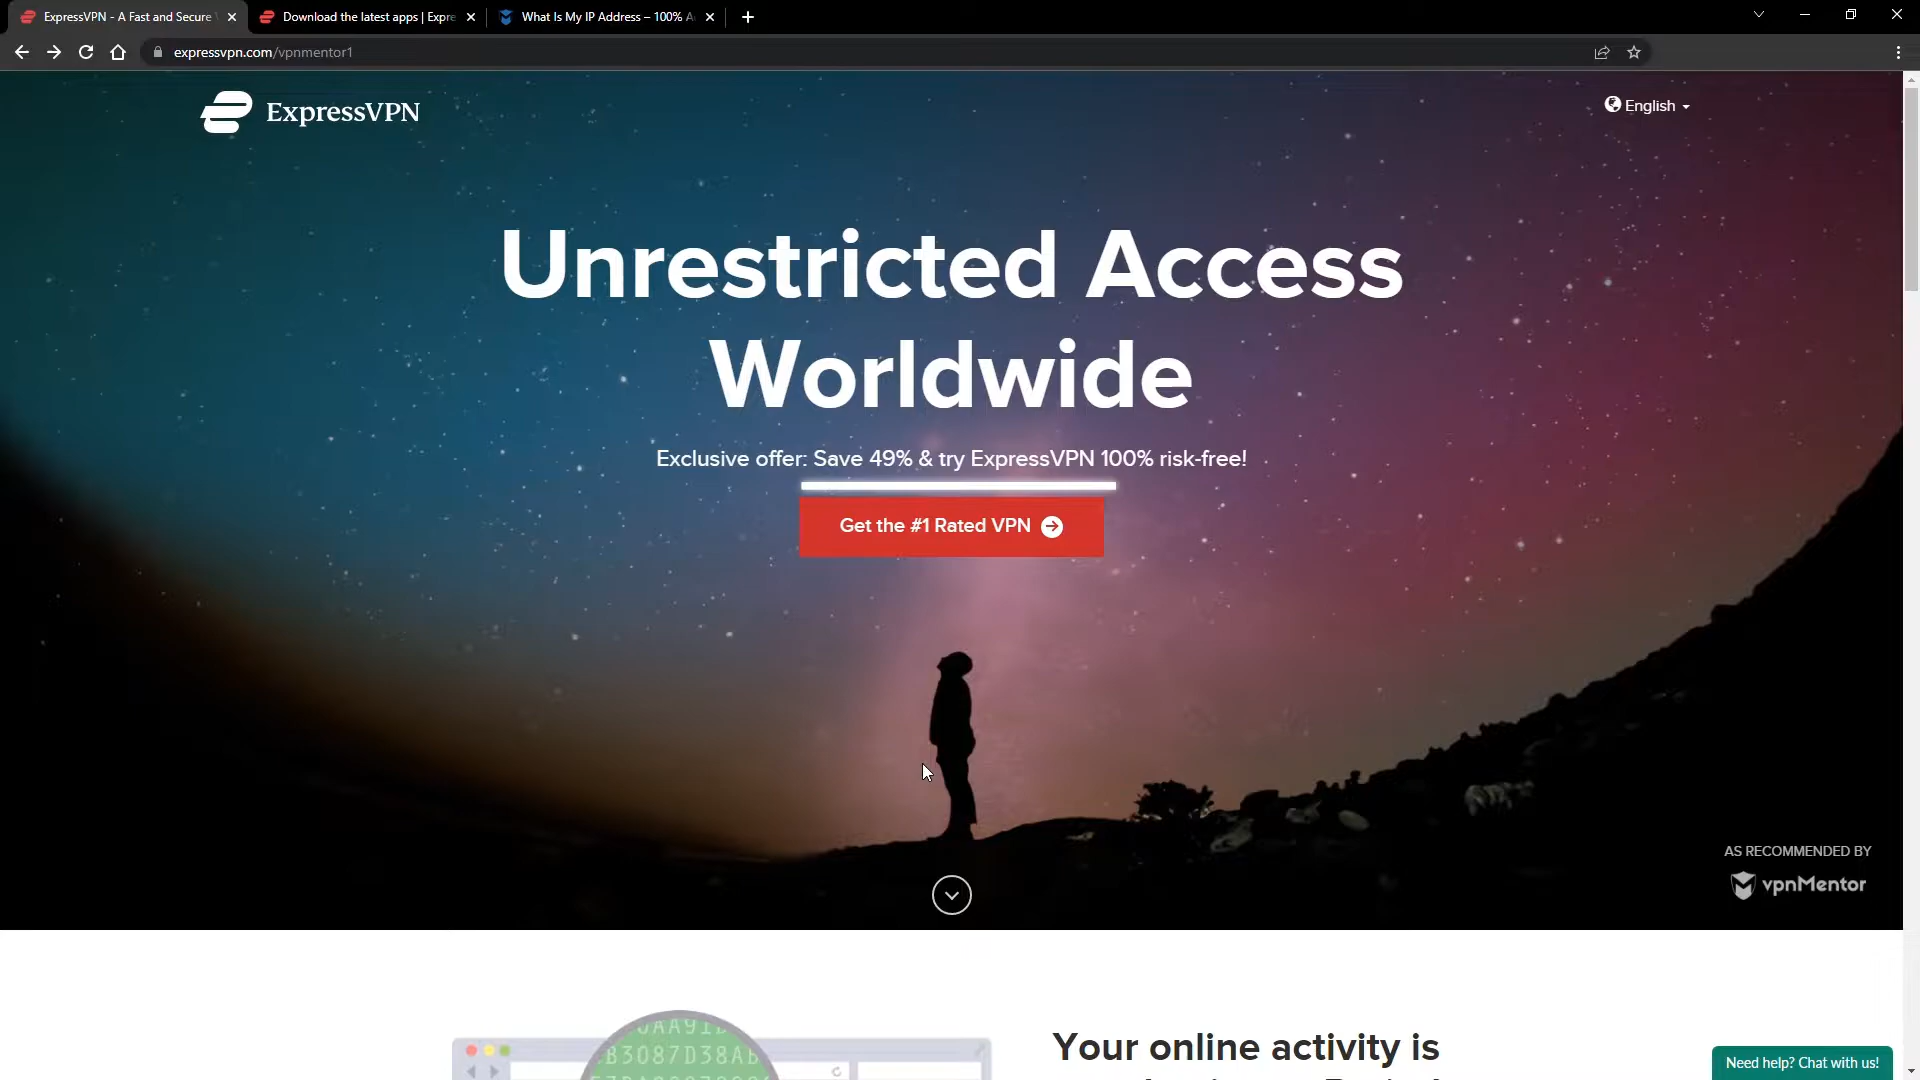 ExpressVPN - A Fast and Secure
Download the latest apps | Expre
What Is My IP Address – 100% A
expressvpn.com/vpnmentor1
ExpressVPN
English
Unrestricted Access
Worldwide
Exclusive offer: Save 49% & try ExpressVPN 100% risk-free!
Get the #1 Rated VPN
AS RECOMMENDED BY
vpnMentor
B3087D38AB
Your online activity is
Need help? Chat with us!